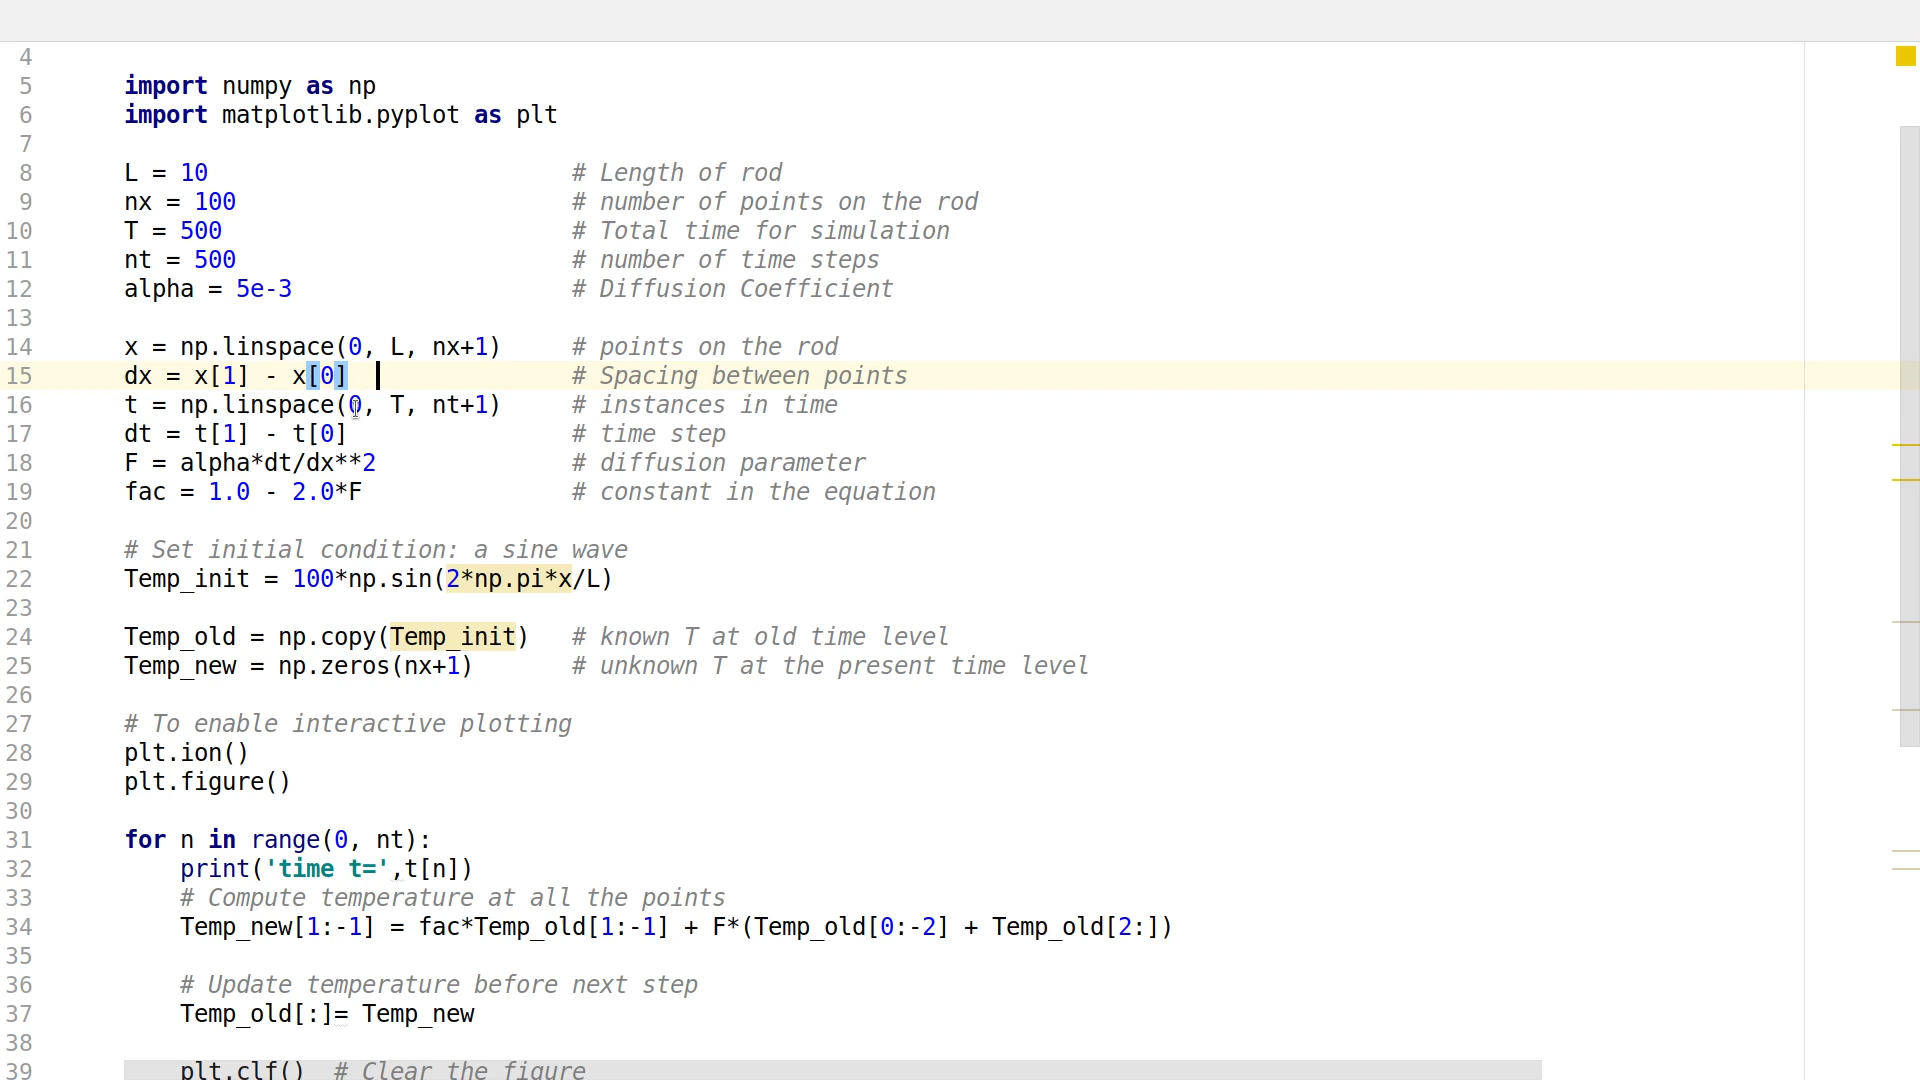 4
5 import numpy as np
6 import matplotlib.pyplot as plt
7
8 L = 10 # Length of rod
9 nx = 100 # number of points on the rod
10 T = 500 # Total time for simulation
11 nt = 500 # number of time steps
12 alpha = 5e-3 # Diffusion Coefficient
13
14 x = np.linspace(0, L, nx+1) # points on the rod
15 dx = x[1] - x[0] # Spacing between points
16 t = np.linspace(0, T, nt+1) # instances in time
17 dt = t[1] - t[0] # time step
18 F = alpha*dt/dx**2 # diffusion parameter
19 fac = 1.0 - 2.0*F # constant in the equation
20
21 # Set initial condition: a sine wave
22 Temp_init = 100*np.sin(2*np.pi*x/L)
23
24 Temp_old = np.copy(Temp_init) # known T at old time level
25 Temp_new = np.zeros(nx+1) # unknown T at the present time level
26
27 # To enable interactive plotting
28 plt.ion()
29 plt.figure()
30
31 for n in range(0, nt):
32     print('time t=',t[n])
33     # Compute temperature at all the points
34     Temp_new[1:-1] = fac*Temp_old[1:-1] + F*(Temp_old[0:-2] + Temp_old[2:])
35
36     # Update temperature before next step
37     Temp_old[:]= Temp_new
38
39     plt.clf() # Clear the figure